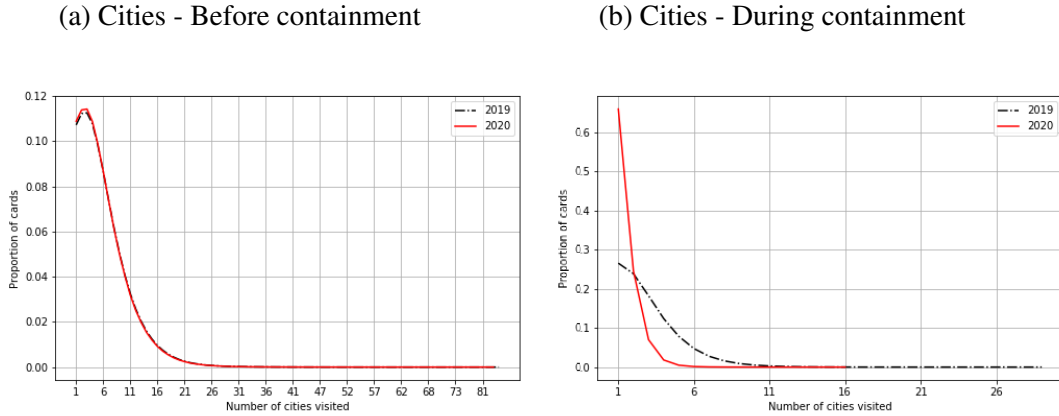 (a) Cities - Before containment
(b) Cities - During containment
0.12
0.10
0.08
0.06
0.04
0.02
0.00
Proportion of cards
1 6 11 16 21 26 31 36 41 47 52 57 62 68 73 81
Number of cities visited
2019
2020
0.6
0.5
0.4
0.3
0.2
0.1
0.0
Proportion of cards
1 6 11 16 21 26
Number of cities visited
2019
2020